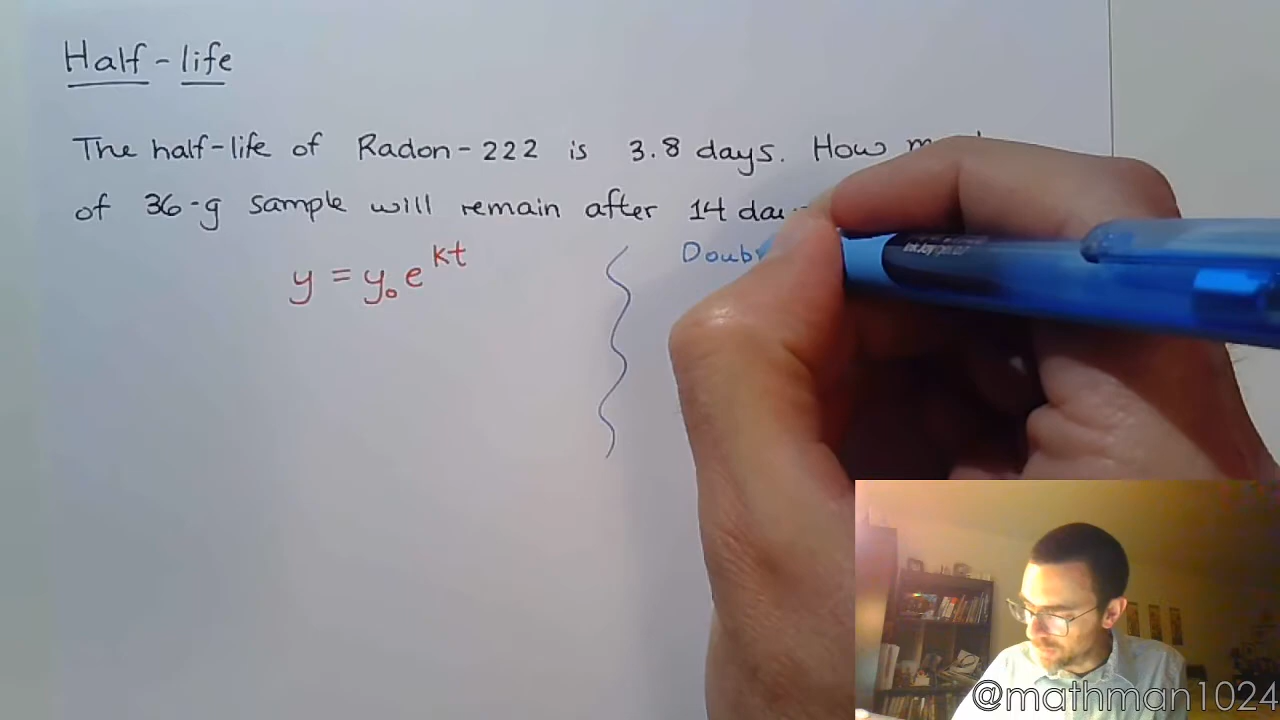 Half-life
The half-life of Radon-222 is 3.8 days. How
of 36-g sample will remain after 14
y = y₀e^kt
@mathman1024